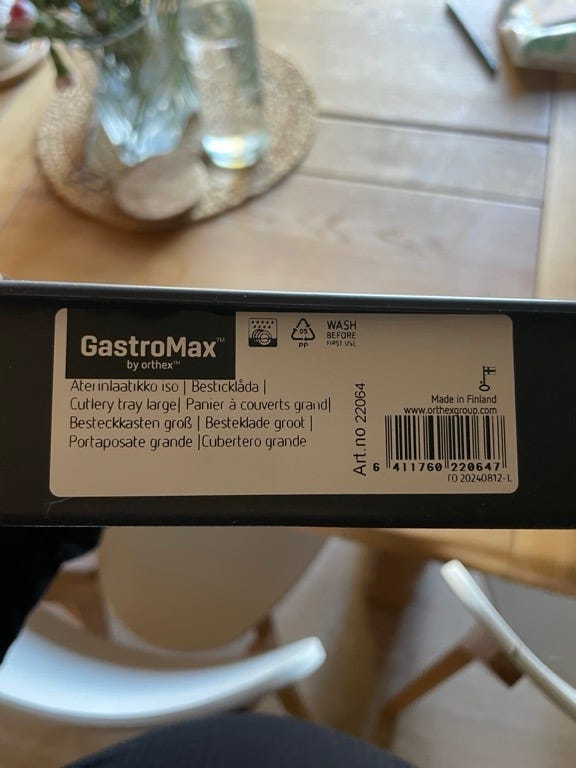 GastroMax™
by orthex™
05
PP
WASH
BEFORE
FIRST USE
Aterinlaatikko iso | Besticklåda |
Cutlery tray large| Panier à couverts grand|
Besteckkasten groß | Besteklade groot |
Portaposate grande |Cubertero grande
Art.no 22064
Made in Finland
www.orthexgroup.com
6 411760 220647
TO 20240812-L